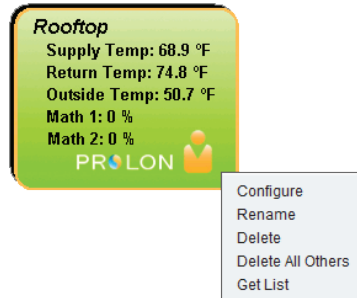 Rooftop
Supply Temp: 68.9 °F
Return Temp: 74.8 °F
Outside Temp: 50.7 °F
Math 1: 0 %
Math 2: 0 %
PROLON
Configure
Rename
Delete
Delete All Others
Get List